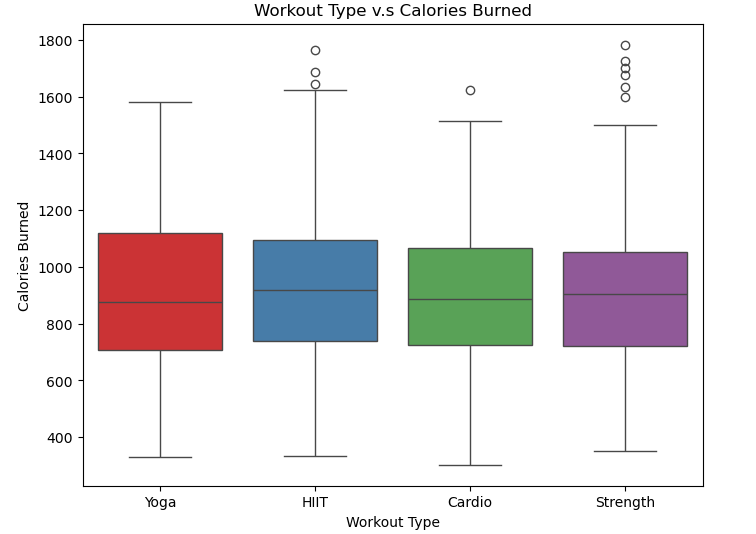 Workout Type v.s Calories Burned
1800
1600
1400
1200
1000
800
600
400
Calories Burned
Yoga
HIIT
Cardio
Strength
Workout Type